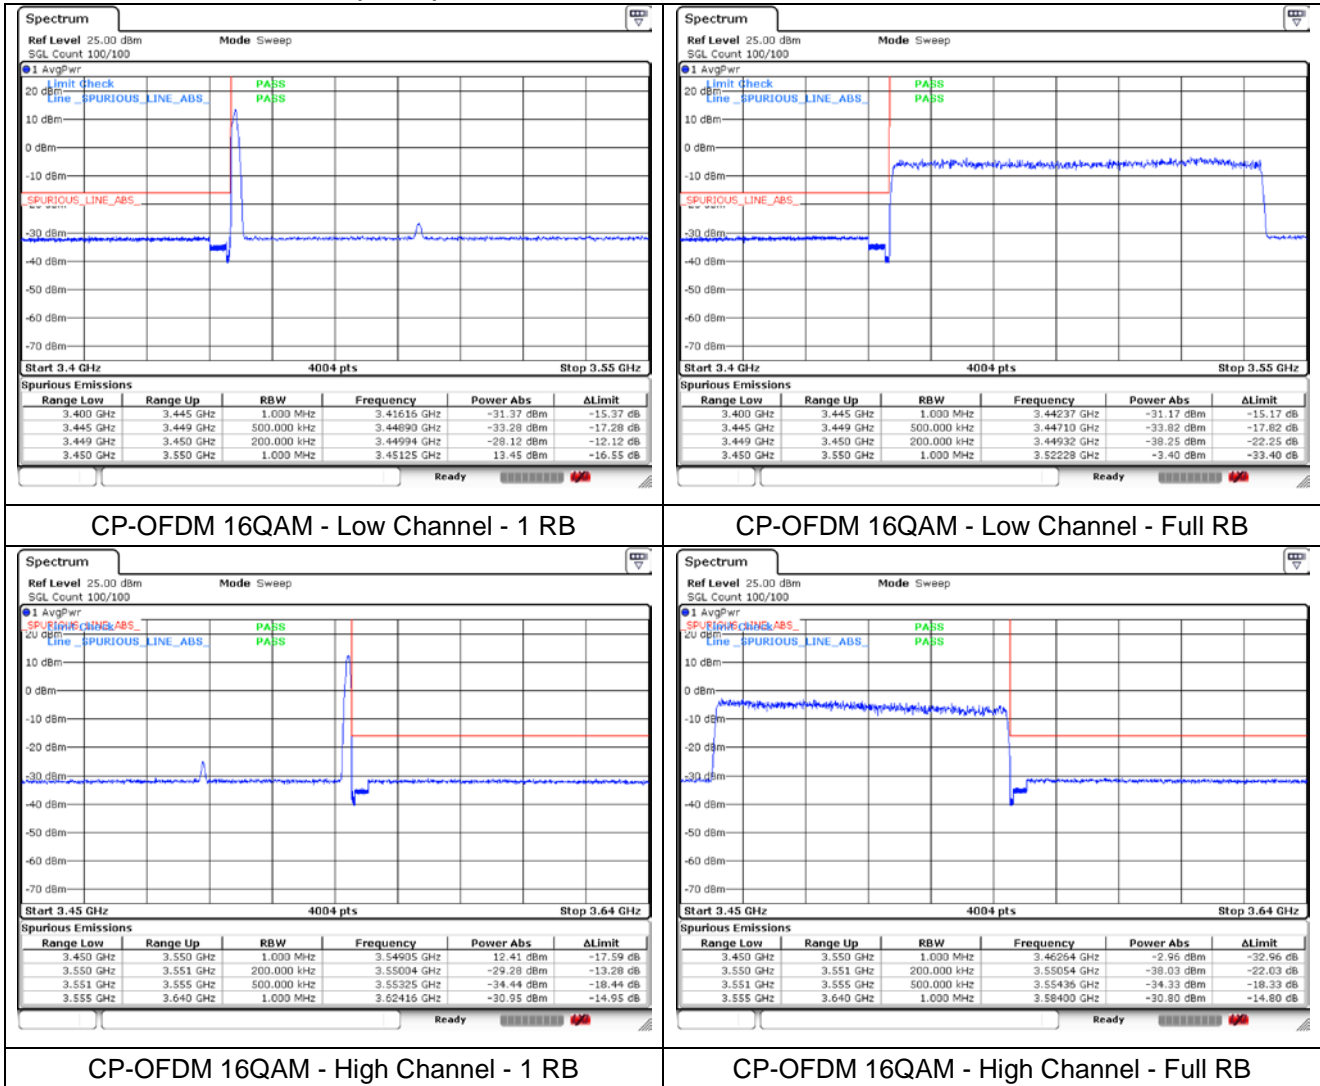 Spectrum
Ref Level 25.00 dBm Mode Sweep
SGL Count 100/100
1 AvgPwr
Limit Check PASS
20 dBm
Line _SPURIOUS_LINE_ABS_ PASS
10 dBm
0 dBm
-10 dBm
_SPURIOUS_LINE_ABS_
-20 dBm
-30 dBm
-40 dBm
-50 dBm
-60 dBm
-70 dBm
Start 3.4 GHz 4004 pts Stop 3.55 GHz
Spurious Emissions
Range Low Range Up RBW Frequency Power Abs ΔLimit
3.400 GHz 3.445 GHz 1.000 MHz 3.41616 GHz -31.37 dBm -15.37 dB
3.445 GHz 3.449 GHz 500.000 kHz 3.44890 GHz -33.28 dBm -17.28 dB
3.449 GHz 3.450 GHz 200.000 kHz 3.44994 GHz -28.12 dBm -12.12 dB
3.450 GHz 3.550 GHz 1.000 MHz 3.45125 GHz 13.45 dBm -16.55 dB
Ready
CP-OFDM 16QAM - Low Channel - 1 RB
Spectrum
Ref Level 25.00 dBm Mode Sweep
SGL Count 100/100
1 AvgPwr
Limit Check PASS
20 dBm
Line _SPURIOUS_LINE_ABS_ PASS
10 dBm
0 dBm
-10 dBm
_SPURIOUS_LINE_ABS_
-20 dBm
-30 dBm
-40 dBm
-50 dBm
-60 dBm
-70 dBm
Start 3.4 GHz 4004 pts Stop 3.55 GHz
Spurious Emissions
Range Low Range Up RBW Frequency Power Abs ΔLimit
3.400 GHz 3.445 GHz 1.000 MHz 3.44237 GHz -31.17 dBm -15.17 dB
3.445 GHz 3.449 GHz 500.000 kHz 3.44710 GHz -33.82 dBm -17.82 dB
3.449 GHz 3.450 GHz 200.000 kHz 3.44932 GHz -38.25 dBm -22.25 dB
3.450 GHz 3.550 GHz 1.000 MHz 3.52228 GHz -3.40 dBm -33.40 dB
Ready
CP-OFDM 16QAM - Low Channel - Full RB
Spectrum
Ref Level 25.00 dBm Mode Sweep
SGL Count 100/100
1 AvgPwr
_SPURIOUS_LINE_ABS_
Limit Check PASS
20 dBm
Line _SPURIOUS_LINE_ABS_ PASS
10 dBm
0 dBm
-10 dBm
-20 dBm
-30 dBm
-40 dBm
-50 dBm
-60 dBm
-70 dBm
Start 3.45 GHz 4004 pts Stop 3.64 GHz
Spurious Emissions
Range Low Range Up RBW Frequency Power Abs ΔLimit
3.450 GHz 3.550 GHz 1.000 MHz 3.54905 GHz 12.41 dBm -17.59 dB
3.550 GHz 3.551 GHz 200.000 kHz 3.55004 GHz -29.28 dBm -13.28 dB
3.551 GHz 3.555 GHz 500.000 kHz 3.55325 GHz -34.44 dBm -18.44 dB
3.555 GHz 3.640 GHz 1.000 MHz 3.62416 GHz -30.95 dBm -14.95 dB
Ready
CP-OFDM 16QAM - High Channel - 1 RB
Spectrum
Ref Level 25.00 dBm Mode Sweep
SGL Count 100/100
1 AvgPwr
_SPURIOUS_LINE_ABS_
Limit Check PASS
20 dBm
Line _SPURIOUS_LINE_ABS_ PASS
10 dBm
0 dBm
-10 dBm
-20 dBm
-30 dBm
-40 dBm
-50 dBm
-60 dBm
-70 dBm
Start 3.45 GHz 4004 pts Stop 3.64 GHz
Spurious Emissions
Range Low Range Up RBW Frequency Power Abs ΔLimit
3.450 GHz 3.550 GHz 1.000 MHz 3.46264 GHz -2.96 dBm -32.96 dB
3.550 GHz 3.551 GHz 200.000 kHz 3.55054 GHz -38.03 dBm -22.03 dB
3.551 GHz 3.555 GHz 500.000 kHz 3.55436 GHz -34.33 dBm -18.33 dB
3.555 GHz 3.640 GHz 1.000 MHz 3.58400 GHz -30.80 dBm -14.80 dB
Ready
CP-OFDM 16QAM - High Channel - Full RB